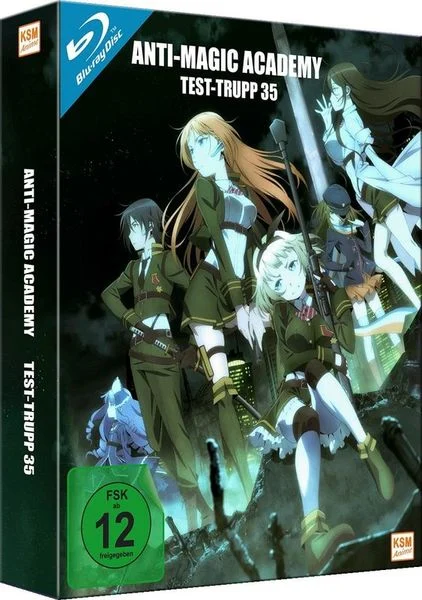 KSM
Anime
Blu-ray Disc
ANTI-MAGIC ACADEMY
TEST-TRUPP 35
ANTI-MAGIC ACADEMY TEST-TRUPP 35
FSK
ab
12
freigegeben
KSM
Anime